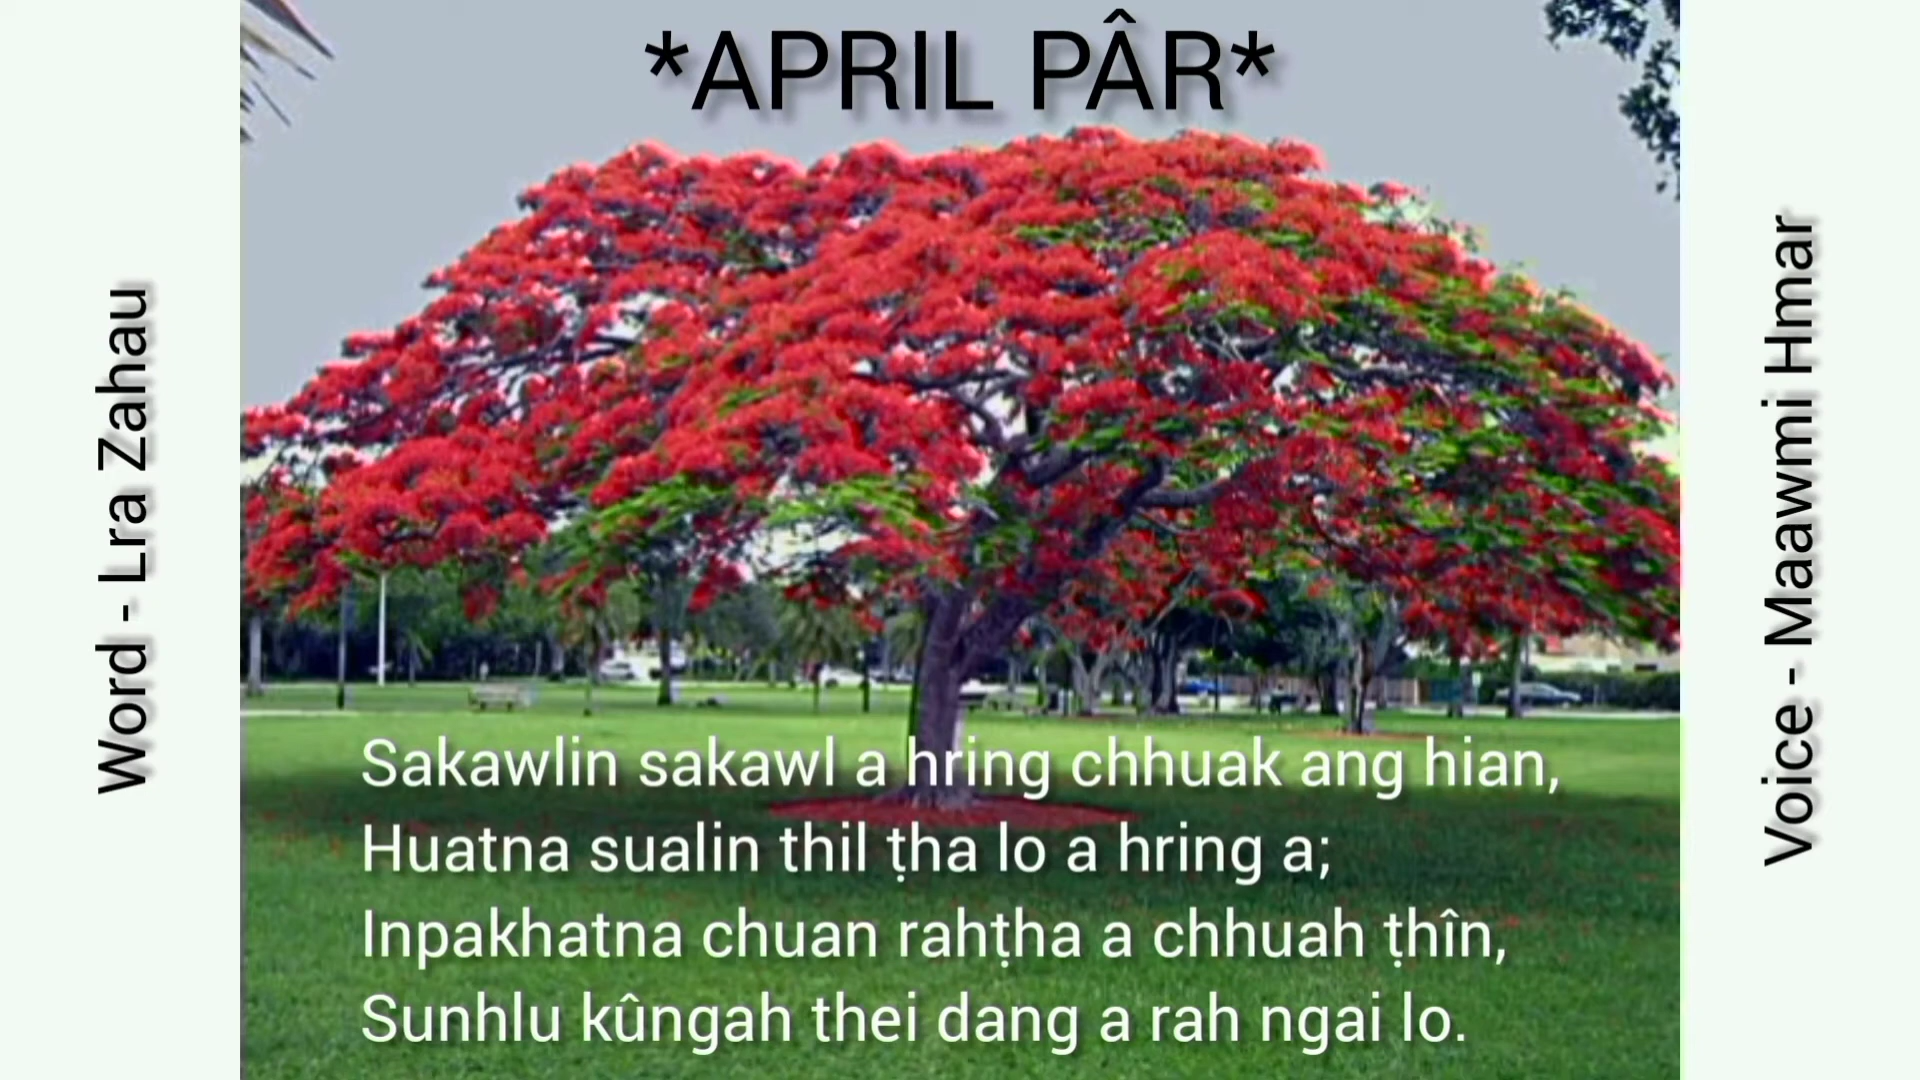 *APRIL PÂR*
Word - Lra Zahau
Voice - Maawmi Hmar
Sakawlin sakawl a hring chhuak ang hian,
Huatna sualin thil ṭha lo a hring a;
Inpakhatna chuan rahṭha a chhuah ṭhîn,
Sunhlu kûngah thei dang a rah ngai lo.